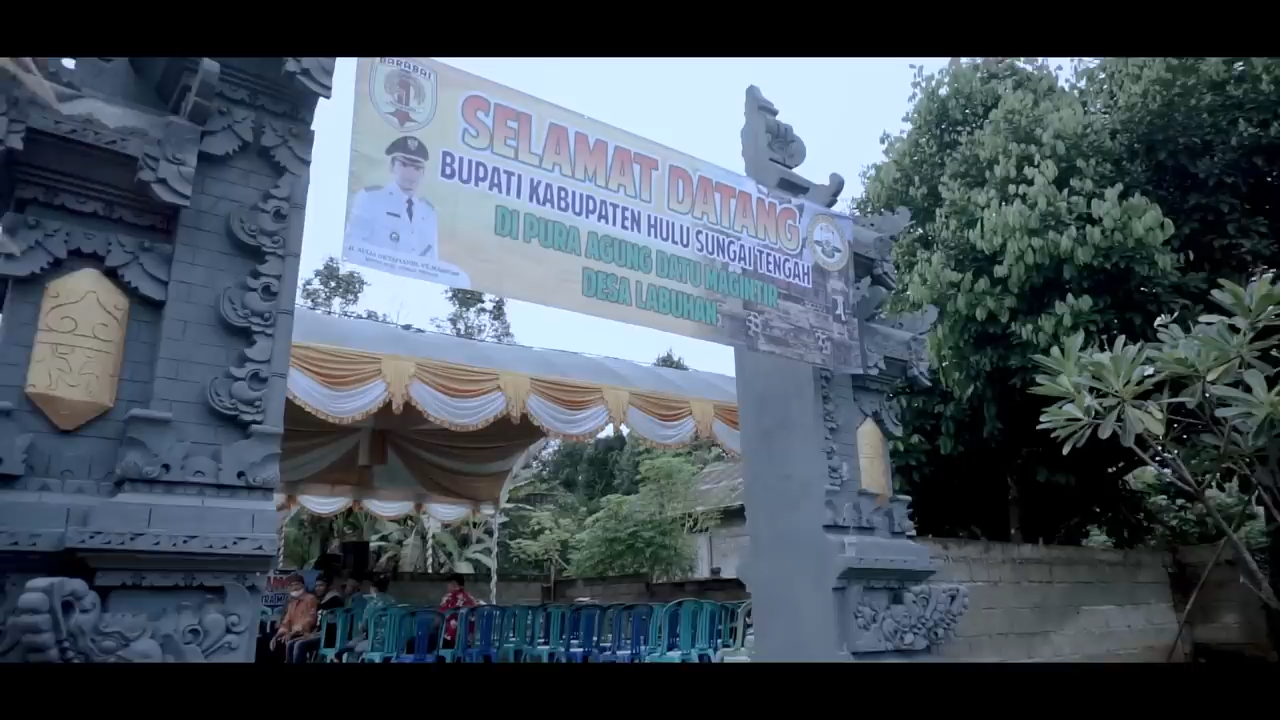 BARABAI
SELAMAT DATANG
BUPATI KABUPATEN HULU SUNGAI TENGAH
DI PURA AGUNG DATU MAGINTIR
DESA LABUHAN